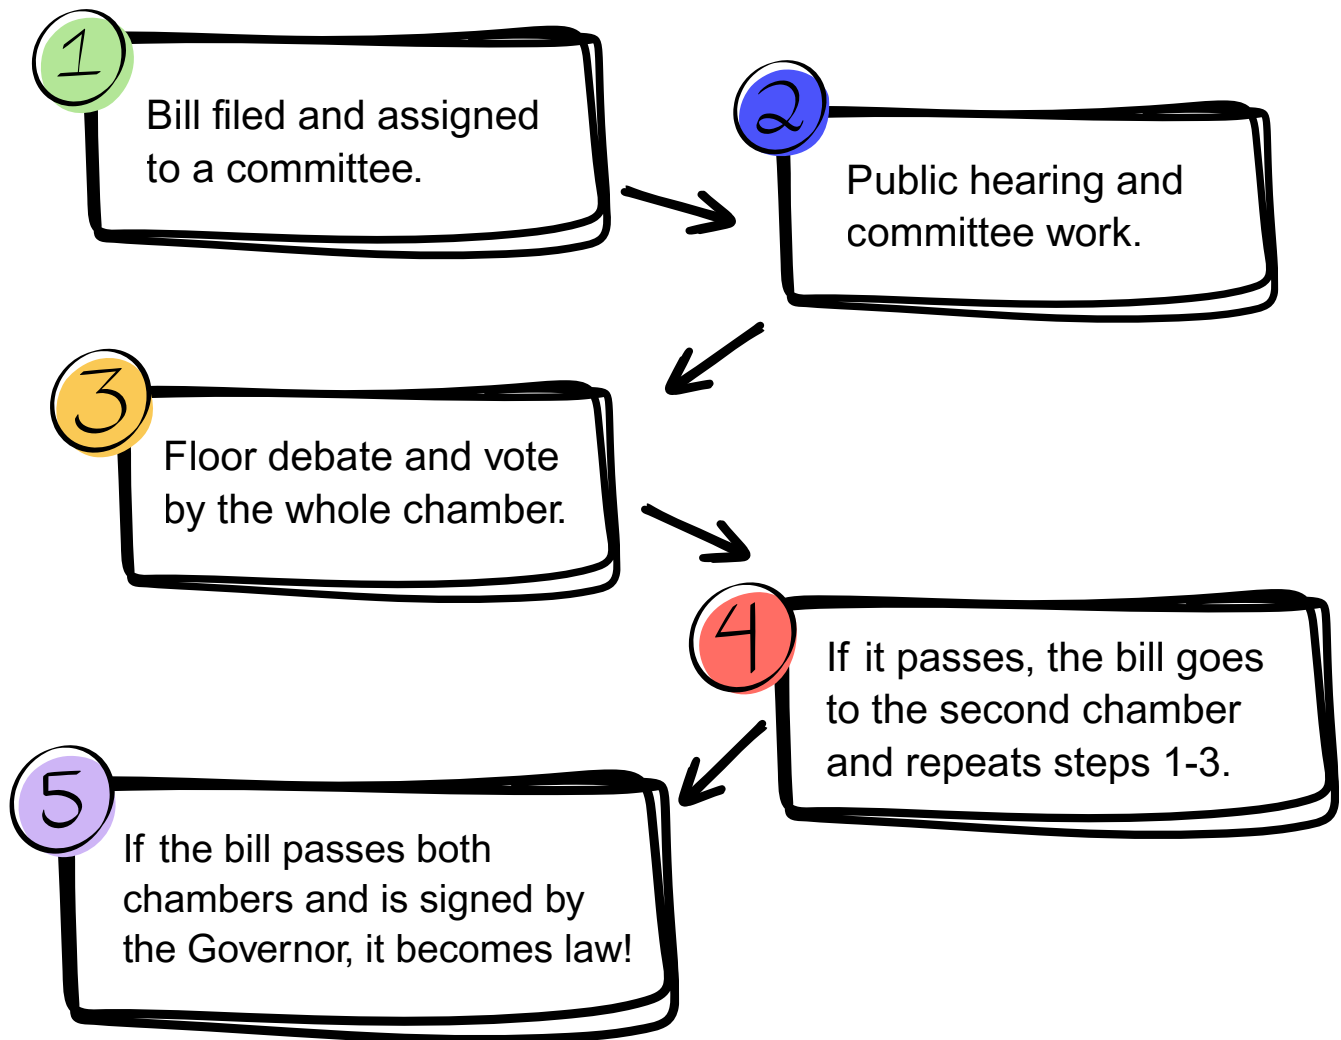 1
Bill filed and assigned
to a committee.
2
Public hearing and
committee work.
3
Floor debate and vote
by the whole chamber.
4
If it passes, the bill goes
to the second chamber
and repeats steps 1-3.
5
If the bill passes both
chambers and is signed by
the Governor, it becomes law!